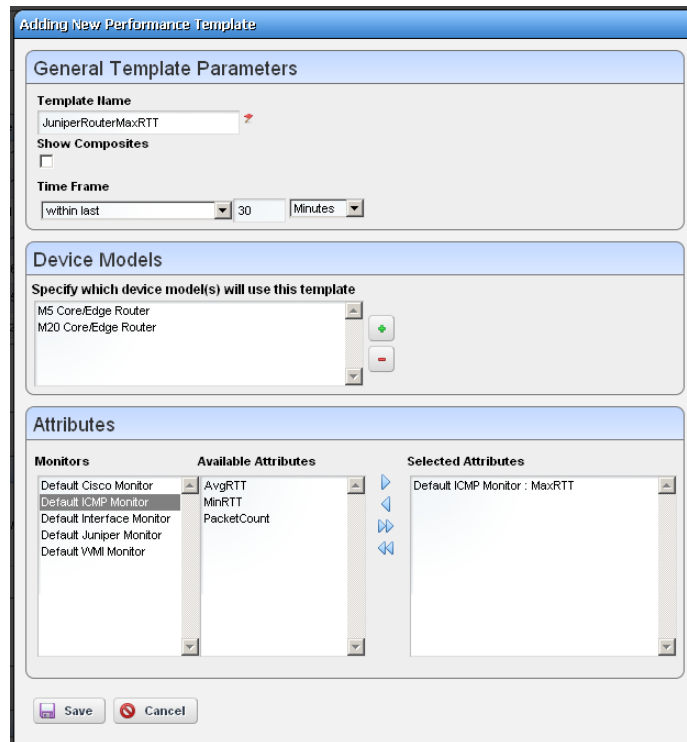 Adding New Performance Template
General Template Parameters
Template Name
JuniperRouterMaxRTT
Show Composites
Time Frame
within last 30 Minutes
Device Models
Specify which device model(s) will use this template
M5 Core/Edge Router
M20 Core/Edge Router
Attributes
Monitors Available Attributes Selected Attributes
Default Cisco Monitor AvgRTT Default ICMP Monitor : MaxRTT
Default ICMP Monitor MinRTT
Default Interface Monitor PacketCount
Default Juniper Monitor
Default WMI Monitor
Save Cancel